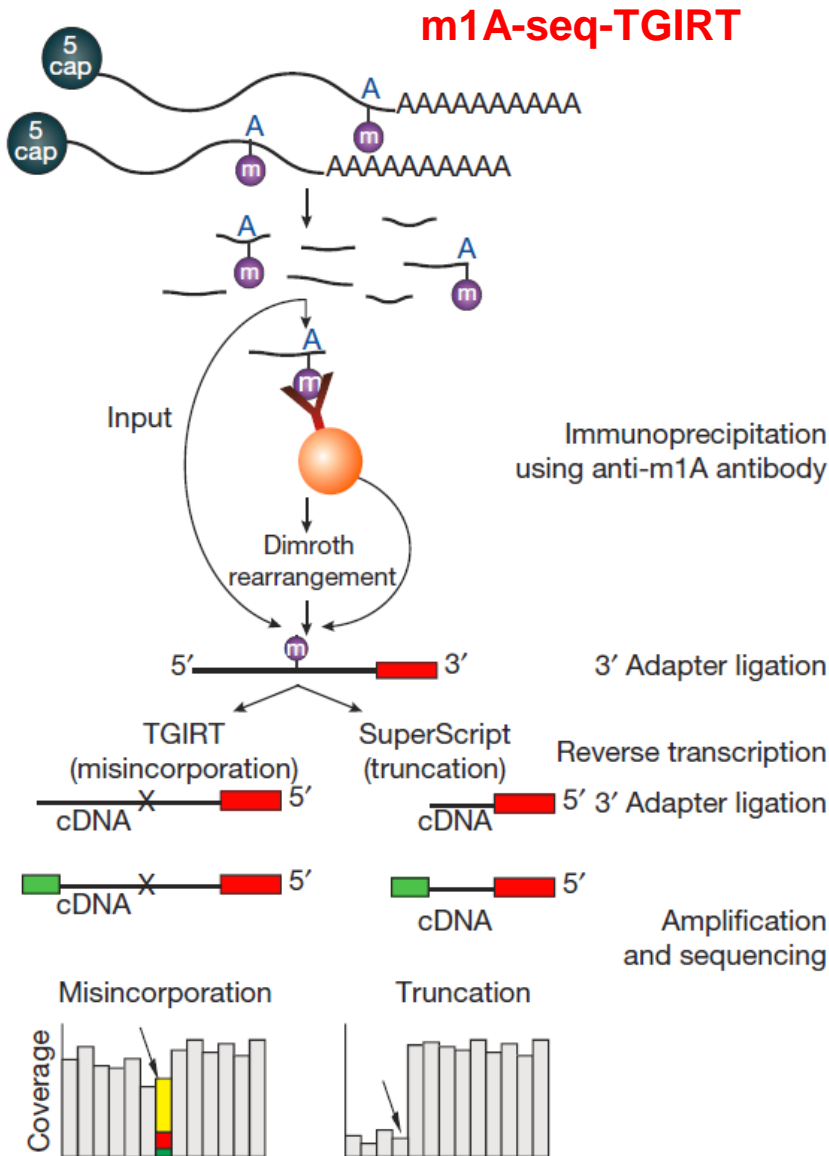 m1A-seq-TGIRT
5
cap
A
AAAAAAAAAA
m
5
cap
A
AAAAAAAAAA
m
A
m
A
m
A
m
Input
Immunoprecipitation
using anti-m1A antibody
Dimroth
rearrangement
m
5′
3′
3′ Adapter ligation
TGIRT
(misincorporation)
SuperScript
(truncation)
Reverse transcription
X
5′
cDNA
5′
cDNA
3′ Adapter ligation
X
5′
cDNA
5′
cDNA
Amplification
and sequencing
Misincorporation
Truncation
Coverage